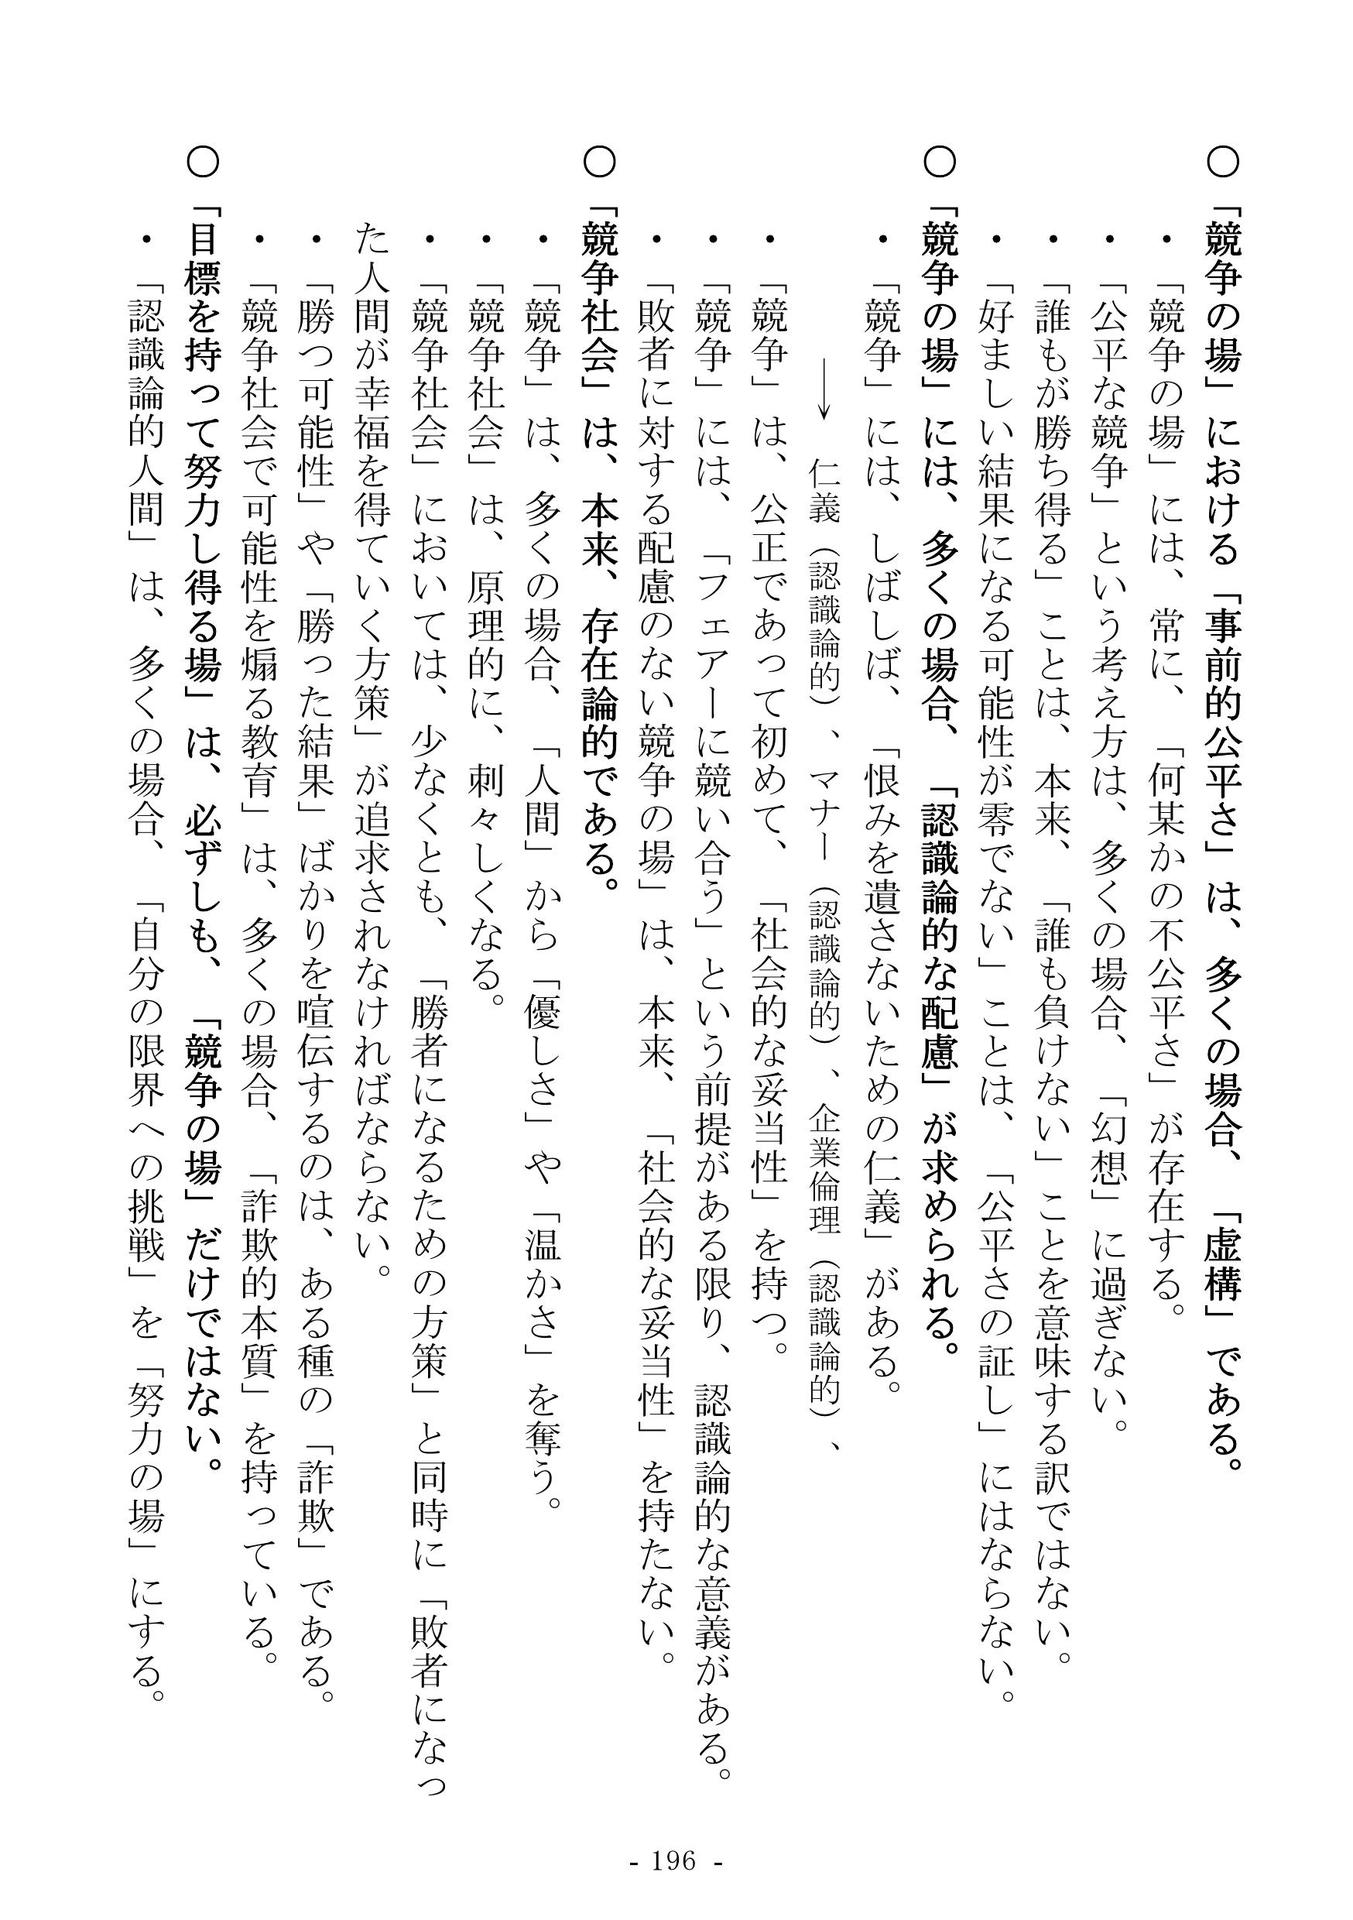 ○「競争の場」における「事前的公平さ」は、多くの場合、「虚構」である。
・「競争の場」には、常に、「何某かの不公平さ」が存在する。
・「公平な競争」という考え方は、多くの場合、「幻想」に過ぎない。
・「誰もが勝ち得る」ことは、本来、「誰も負けない」ことを意味する訳ではない。
・「好ましい結果になる可能性が零でない」ことは、「公平さの証し」にはならない。
○「競争の場」には、多くの場合、「認識論的な配慮」が求められる。
・「競争」には、しばしば、「恨みを遺さないための仁義」がある。
→ 仁義（認識論的）、マナー（認識論的）、企業倫理（認識論的）、
・「競争」は、公正であって初めて、「社会的な妥当性」を持つ。
・「競争」には、「フェアーに競い合う」という前提がある限り、認識論的な意義がある。
・「敗者に対する配慮のない競争の場」は、本来、「社会的な妥当性」を持たない。
○「競争社会」は、本来、存在論的である。
・「競争」は、多くの場合、「人間」から「優しさ」や「温かさ」を奪う。
・「競争社会」は、原理的に、刺々しくなる。
・「競争社会」においては、少なくとも、「勝者になるための方策」と同時に「敗者になっ
た人間が幸福を得ていく方策」が追求されなければならない。
・「勝つ可能性」や「勝った結果」ばかりを喧伝するのは、ある種の「詐欺」である。
・「競争社会で可能性を煽る教育」は、多くの場合、「詐欺的本質」を持っている。
○「目標を持って努力し得る場」は、必ずしも、「競争の場」だけではない。
・「認識論的人間」は、多くの場合、「自分の限界への挑戦」を「努力の場」にする。
- 196 -